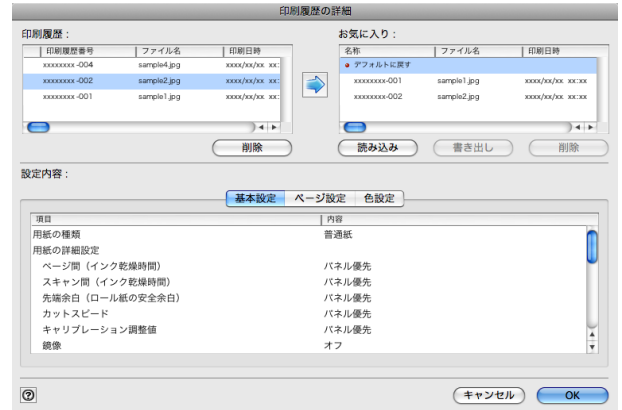 印刷履歴の詳細
印刷履歴：
印刷履歴番号 ファイル名 印刷日時
xxxxxxxx -004 sample4.jpg xxxx/xx/xx xx:
xxxxxxxx -002 sample2.jpg xxxx/xx/xx xx:
xxxxxxxx -001 sample1.jpg xxxx/xx/xx xx:
削除
お気に入り：
名称 ファイル名 印刷日時
デフォルトに戻す
xxxxxxxx-001 sample1.jpg xxxx/xx/xx xx:xx
xxxxxxxx-002 sample2.jpg xxxx/xx/xx xx:xx
読み込み 書き出し 削除
設定内容：
基本設定 ページ設定 色設定
項目 内容
用紙の種類 普通紙
用紙の詳細設定
ページ間（インク乾燥時間） パネル優先
スキャン間（インク乾燥時間） パネル優先
先端余白（ロール紙の安全余白） パネル優先
カットスピード パネル優先
キャリブレーション調整値 パネル優先
鏡像 オフ
? キャンセル OK